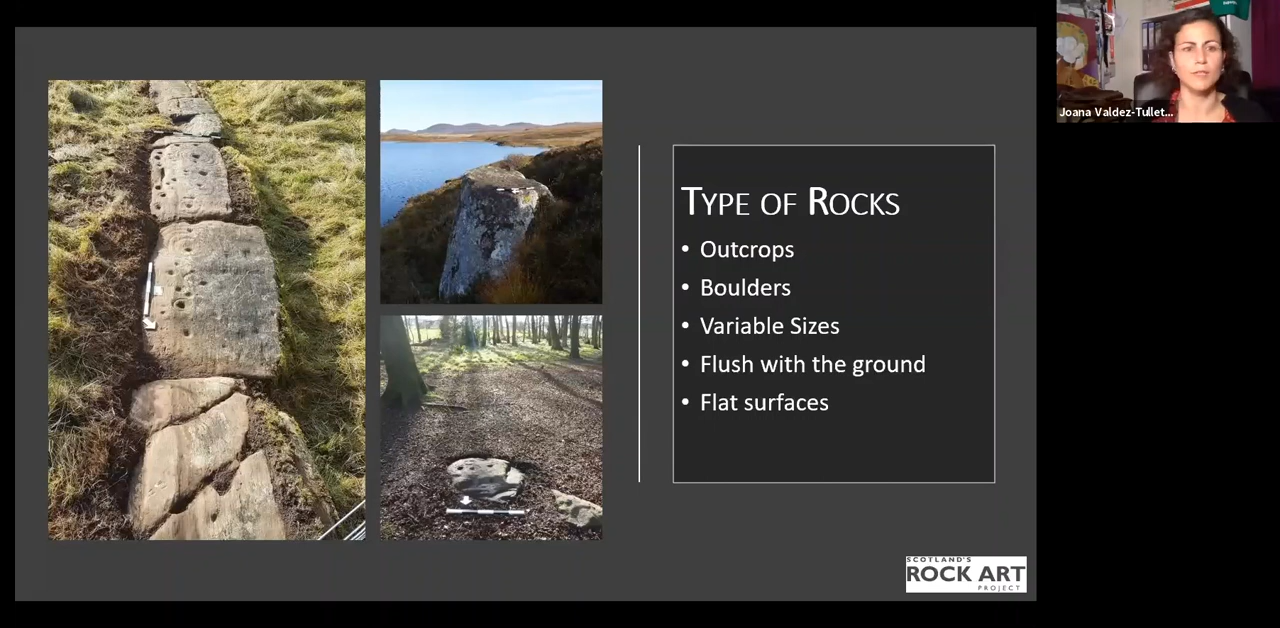 Joana Valdez-Tullet...
TYPE OF ROCKS
• Outcrops
• Boulders
• Variable Sizes
• Flush with the ground
• Flat surfaces
SCOTLAND'S
ROCK ART
PROJECT